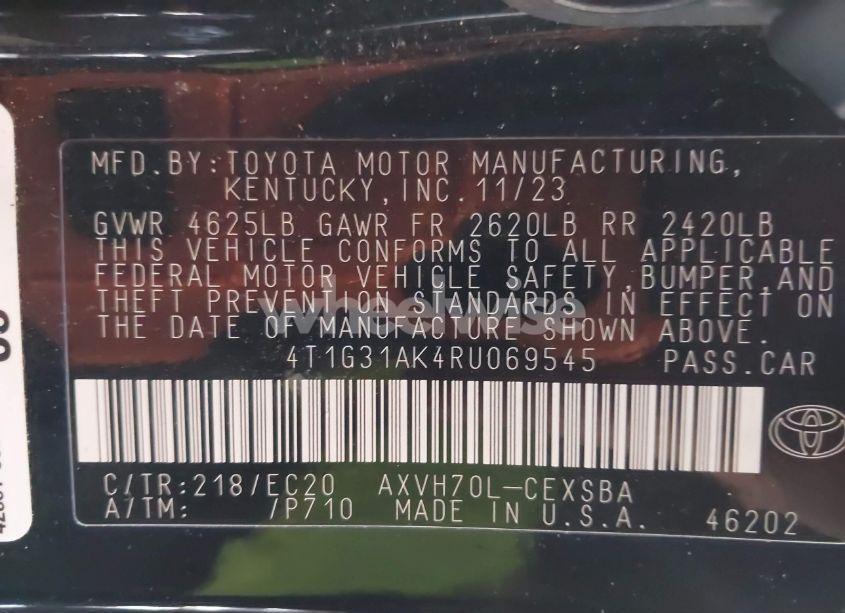 MFD.BY:TOYOTA MOTOR MANUFACTURING,
KENTUCKY,INC.11/23
GVWR 4625LB GAWR FR 2620LB RR 2420LB
THIS VEHICLE CONFORMS TO ALL APPLICABLE
FEDERAL MOTOR VEHICLE SAFETY,BUMPER,AND
THEFT PREVENTION STANDARDS IN EFFECT ON
THE DATE OF MANUFACTURE SHOWN ABOVE.
wheelwise
4T1G31AK4RU069545 PASS.CAR
C/TR:218/EC20 AXVH70L-CEXSBA
A/TM: /P710 MADE IN U.S.A. 46202